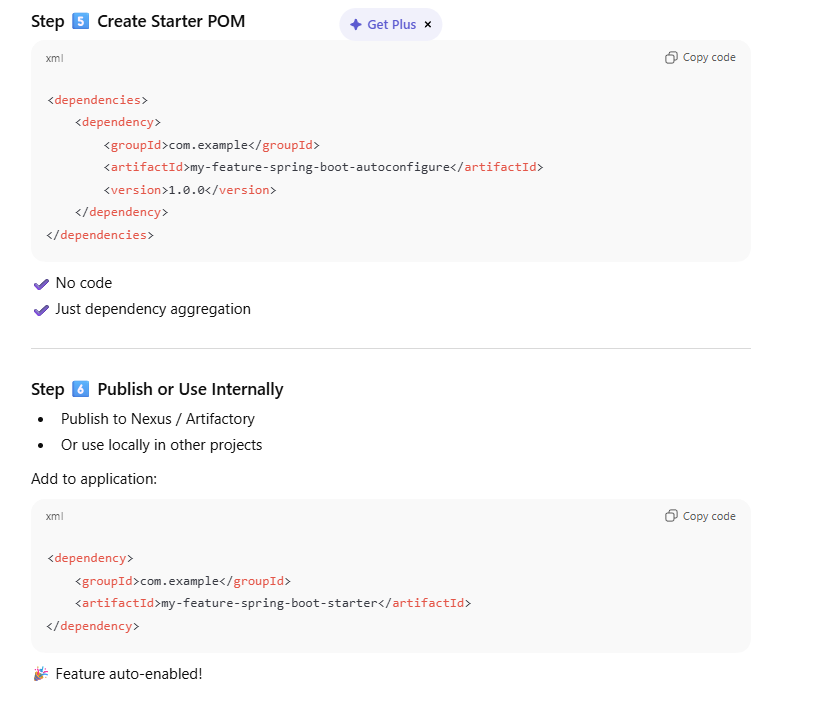 Step 5️⃣ Create Starter POM
Get Plus ×
xml
Copy code
<dependencies>
    <dependency>
        <groupId>com.example</groupId>
        <artifactId>my-feature-spring-boot-autoconfigure</artifactId>
        <version>1.0.0</version>
    </dependency>
</dependencies>
✔ No code
✔ Just dependency aggregation
Step 6️⃣ Publish or Use Internally
• Publish to Nexus / Artifactory
• Or use locally in other projects
Add to application:
xml
Copy code
<dependency>
    <groupId>com.example</groupId>
    <artifactId>my-feature-spring-boot-starter</artifactId>
</dependency>
🎉 Feature auto-enabled!